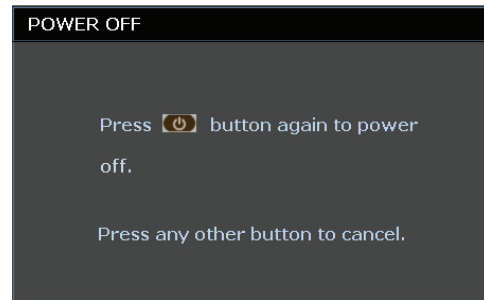 POWER OFF
Press button again to power
off.
Press any other button to cancel.